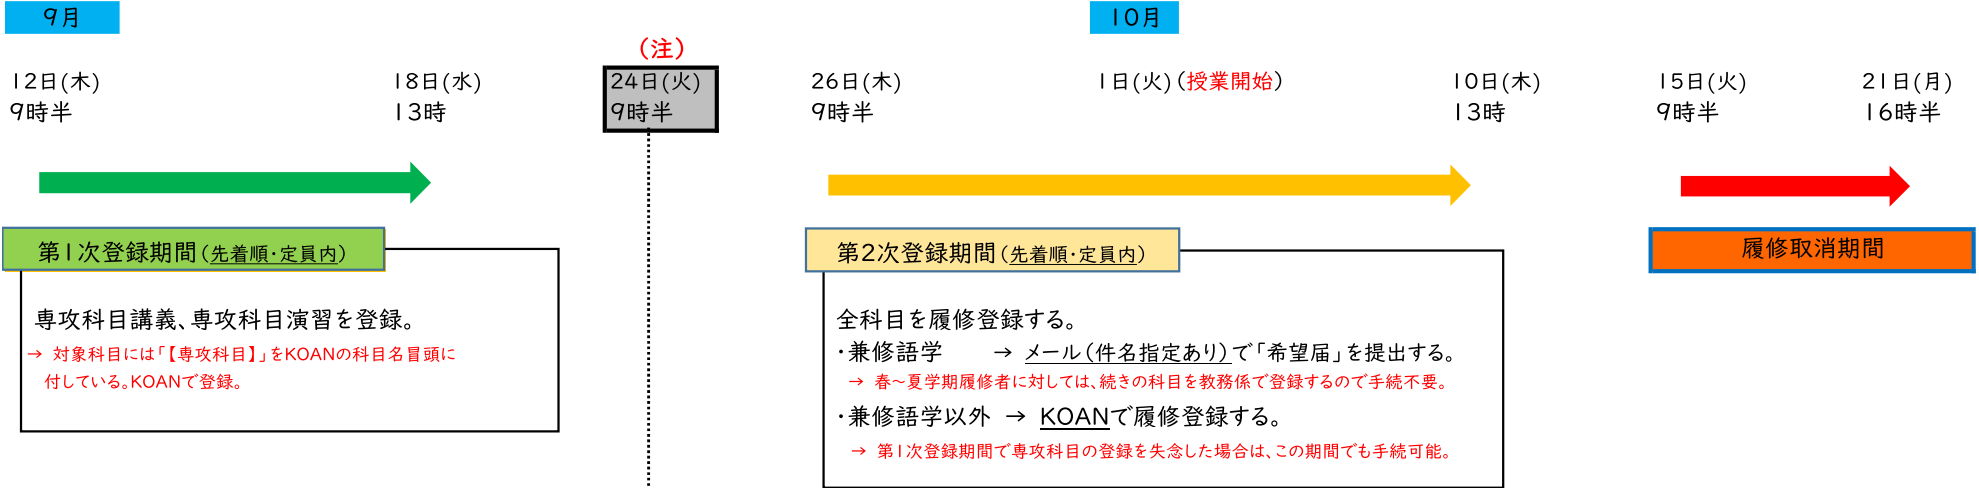 9月
10月
(注)
12日(木)
9時半
18日(水)
13時
24日(火)
9時半
26日(木)
9時半
1日(火)(授業開始)
10日(木)
13時
15日(火)
9時半
21日(月)
16時半
第1次登録期間(先着順・定員内)
専攻科目講義、専攻科目演習を登録。
→ 対象科目には「【専攻科目】」をKOANの科目名冒頭に
付している。KOANで登録。
第2次登録期間(先着順・定員内)
全科目を履修登録する。
・兼修語学 → メール(件名指定あり)で「希望届」を提出する。
→ 春~夏学期履修者に対しては、続きの科目を教務係で登録するので手続不要。
・兼修語学以外 → KOANで履修登録する。
→ 第1次登録期間で専攻科目の登録を失念した場合は、この期間でも手続可能。
履修取消期間